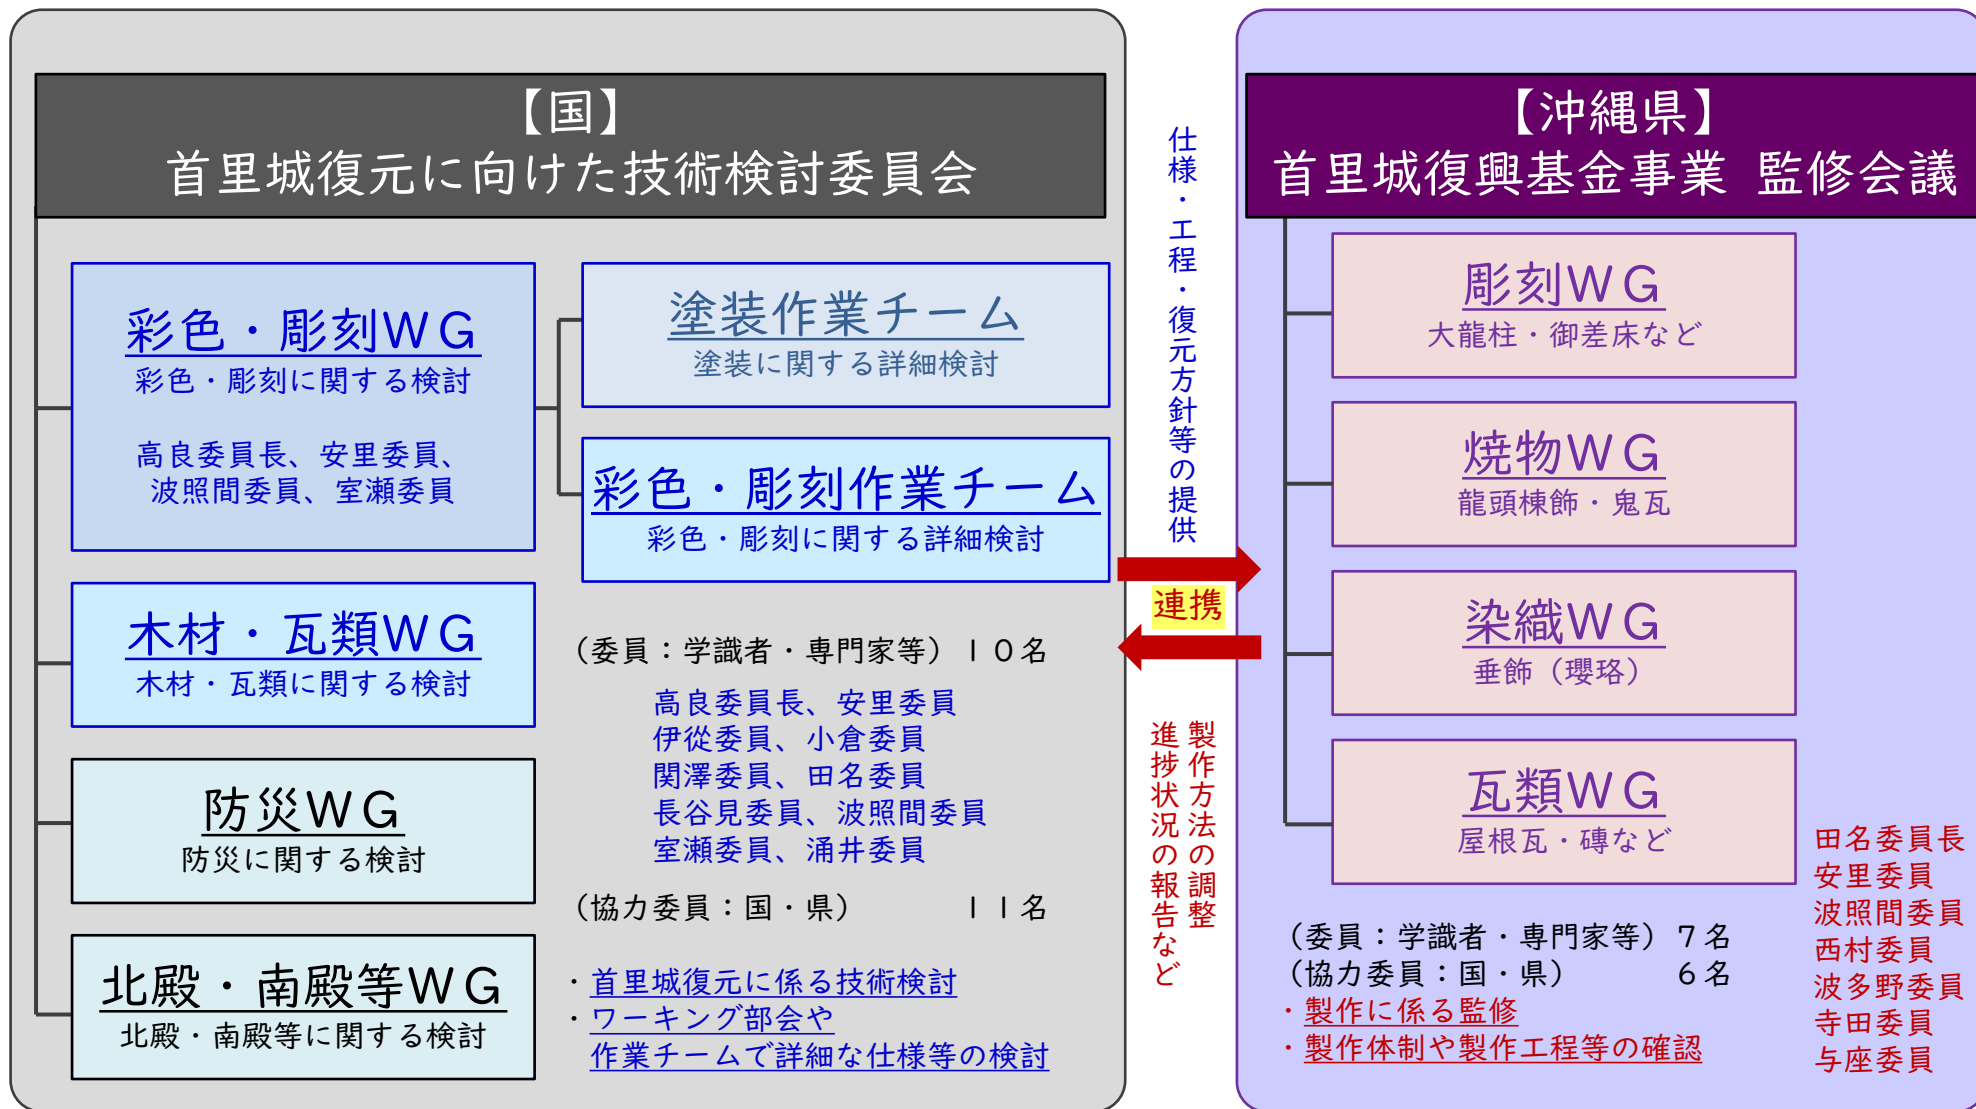 【国】
首里城復元に向けた技術検討委員会
彩色・彫刻ＷＧ
彩色・彫刻に関する検討
高良委員長、安里委員、
波照間委員、室瀬委員
木材・瓦類ＷＧ
木材・瓦類に関する検討
防災ＷＧ
防災に関する検討
北殿・南殿等ＷＧ
北殿・南殿等に関する検討
塗装作業チーム
塗装に関する詳細検討
彩色・彫刻作業チーム
彩色・彫刻に関する詳細検討
（委員：学識者・専門家等）１０名
高良委員長、安里委員
伊從委員、小倉委員
関澤委員、田名委員
長谷見委員、波照間委員
室瀬委員、涌井委員
（協力委員：国・県）　　　１１名
・首里城復元に係る技術検討
・ワーキング部会や
作業チームで詳細な仕様等の検討
仕様・工程・復元方針等の提供
連携
製作方法の調整
進捗状況の報告など
【沖縄県】
首里城復興基金事業 監修会議
彫刻ＷＧ
大龍柱・御差床など
焼物ＷＧ
龍頭棟飾・鬼瓦
染織ＷＧ
垂飾（瓔珞）
瓦類ＷＧ
屋根瓦・磚など
（委員：学識者・専門家等）７名
（協力委員：国・県）　　　６名
・製作に係る監修
・製作体制や製作工程等の確認
田名委員長
安里委員
波照間委員
西村委員
波多野委員
寺田委員
与座委員